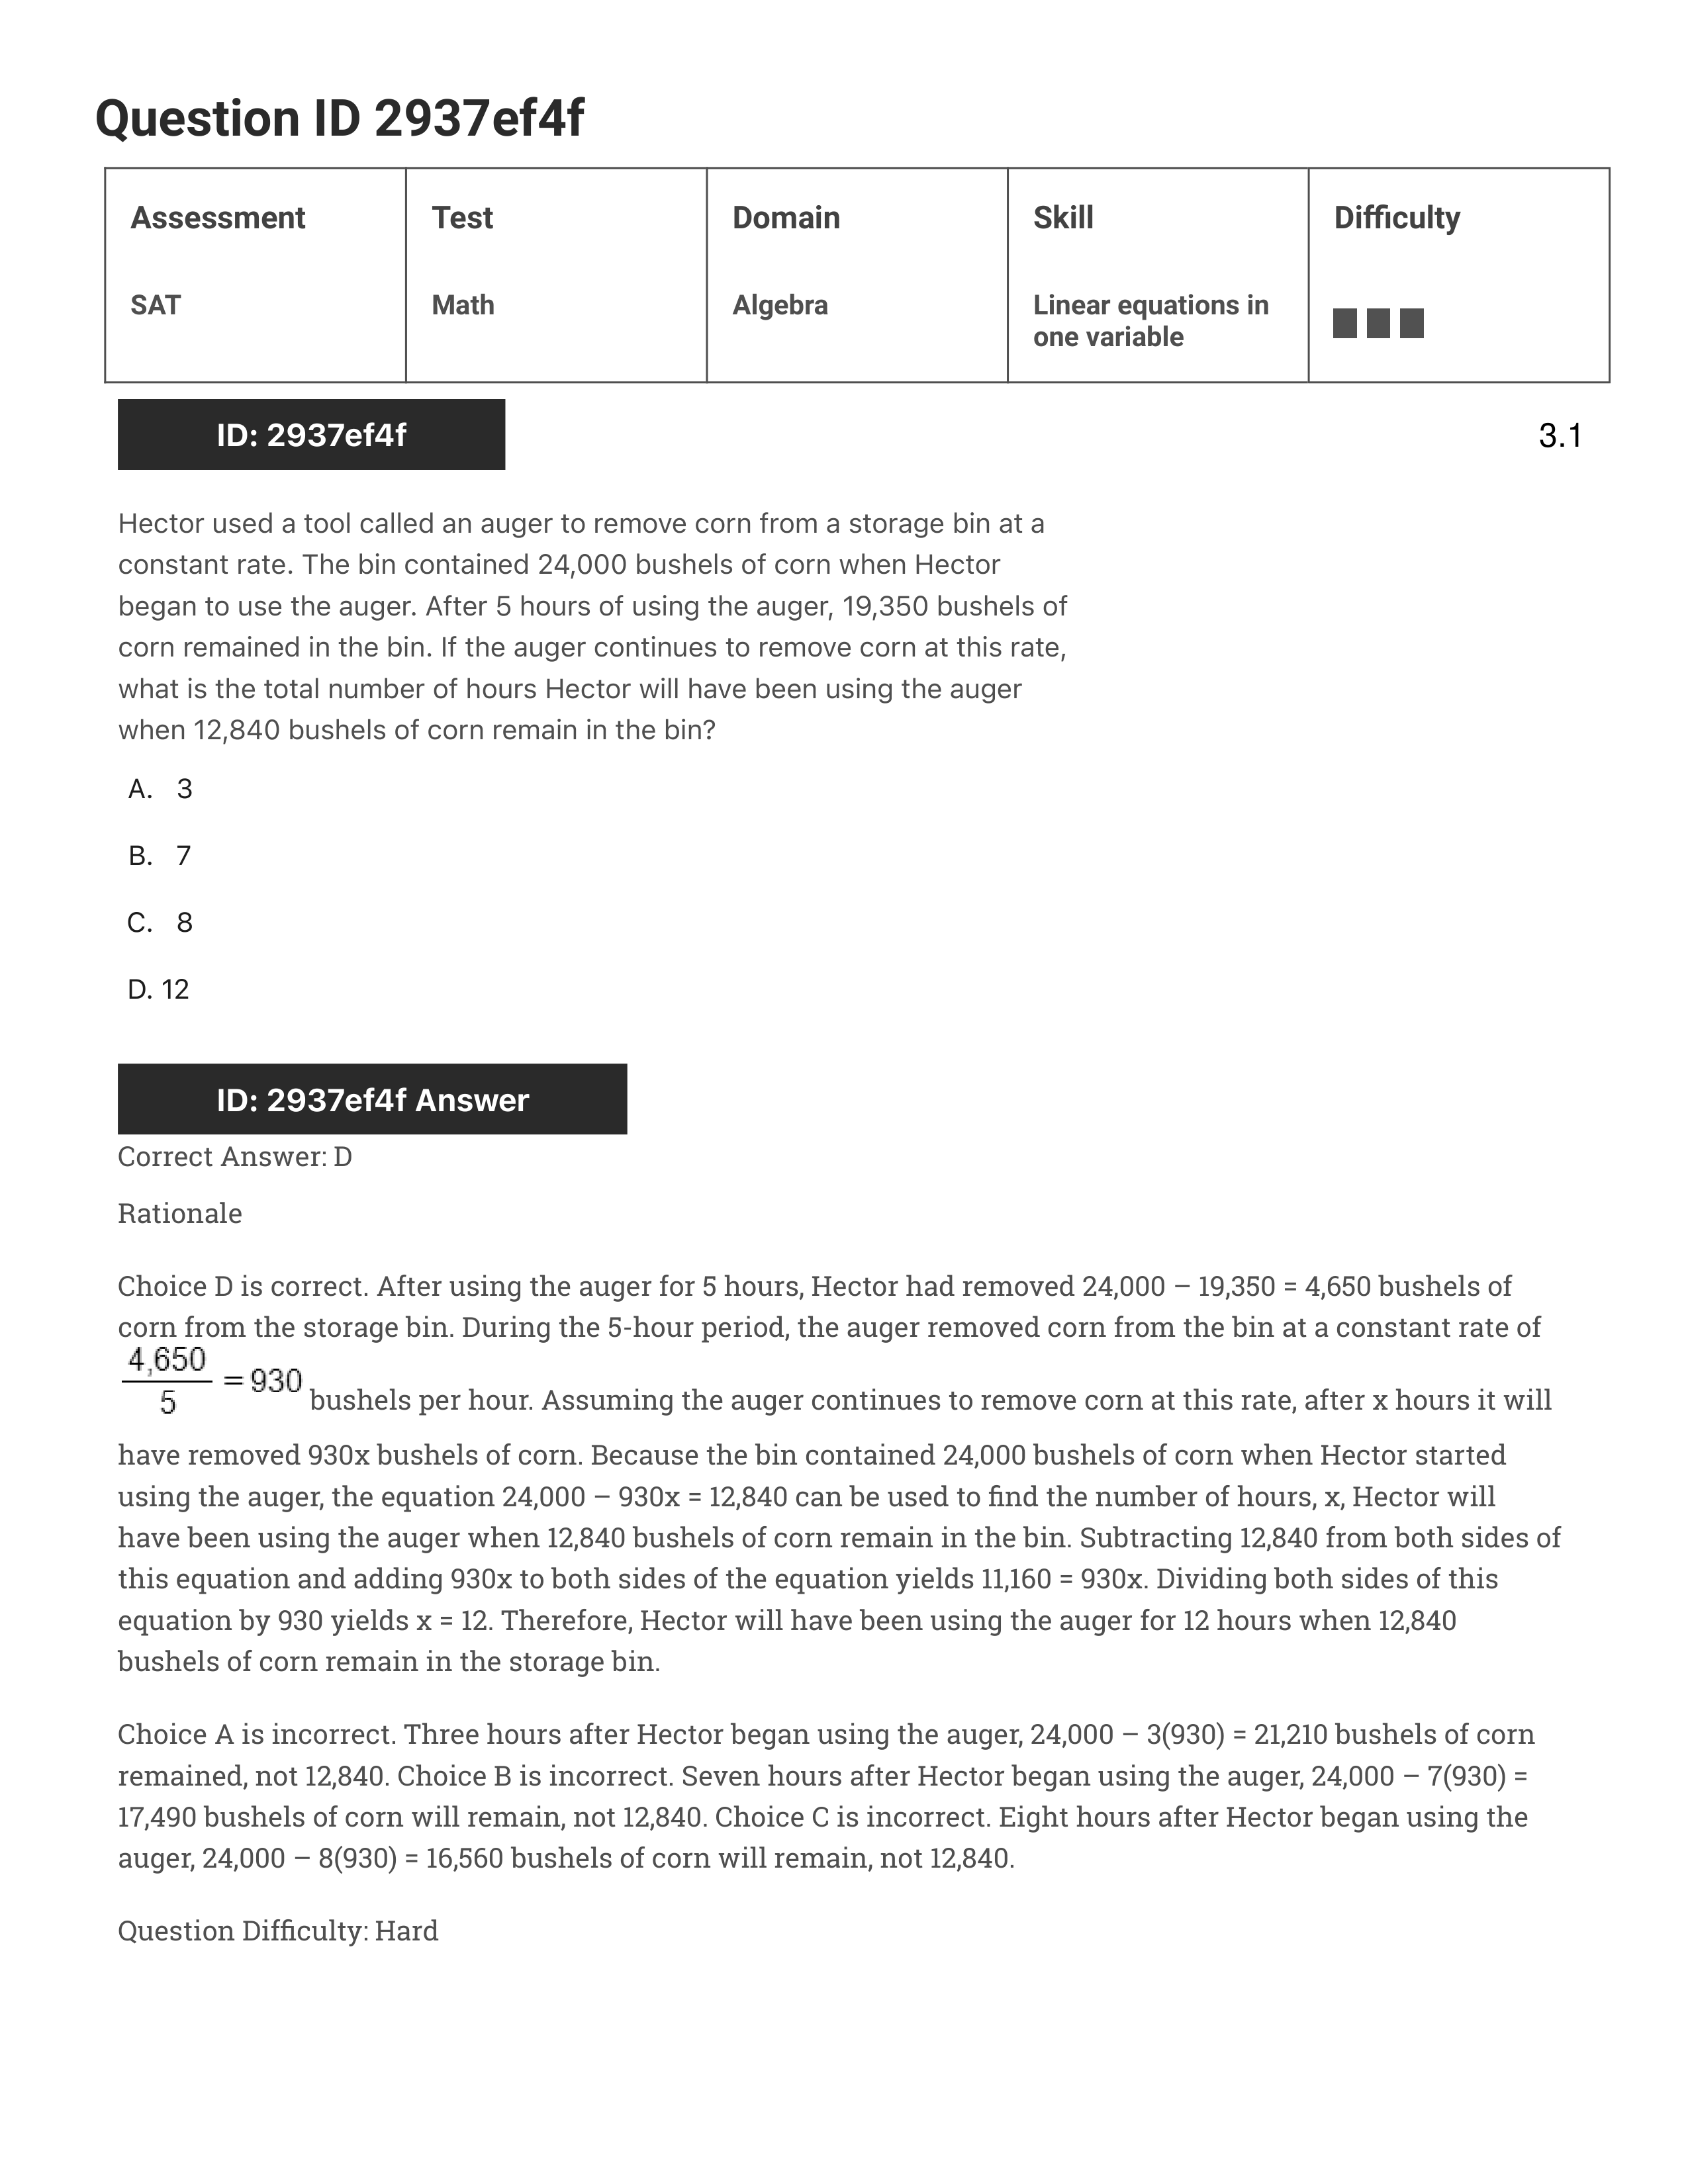 Question ID 2937ef4f
Assessment Test Domain Skill Difficulty
SAT Math Algebra Linear equations in
one variable
ID: 2937ef4f 3.1
Hector used a tool called an auger to remove corn from a storage bin at a
constant rate. The bin contained 24,000 bushels of corn when Hector
began to use the auger. After 5 hours of using the auger, 19,350 bushels of
corn remained in the bin. If the auger continues to remove corn at this rate,
what is the total number of hours Hector will have been using the auger
when 12,840 bushels of corn remain in the bin?
A. 3
B. 7
C. 8
D. 12
ID: 2937ef4f Answer
Correct Answer: D
Rationale
Choice D is correct. After using the auger for 5 hours, Hector had removed 24,000 – 19,350 = 4,650 bushels of
corn from the storage bin. During the 5-hour period, the auger removed corn from the bin at a constant rate of
4,650
5 = 930 bushels per hour. Assuming the auger continues to remove corn at this rate, after x hours it will
have removed 930x bushels of corn. Because the bin contained 24,000 bushels of corn when Hector started
using the auger, the equation 24,000 – 930x = 12,840 can be used to find the number of hours, x, Hector will
have been using the auger when 12,840 bushels of corn remain in the bin. Subtracting 12,840 from both sides of
this equation and adding 930x to both sides of the equation yields 11,160 = 930x. Dividing both sides of this
equation by 930 yields x = 12. Therefore, Hector will have been using the auger for 12 hours when 12,840
bushels of corn remain in the storage bin.
Choice A is incorrect. Three hours after Hector began using the auger, 24,000 – 3(930) = 21,210 bushels of corn
remained, not 12,840. Choice B is incorrect. Seven hours after Hector began using the auger, 24,000 – 7(930) =
17,490 bushels of corn will remain, not 12,840. Choice C is incorrect. Eight hours after Hector began using the
auger, 24,000 – 8(930) = 16,560 bushels of corn will remain, not 12,840.
Question Difficulty: Hard